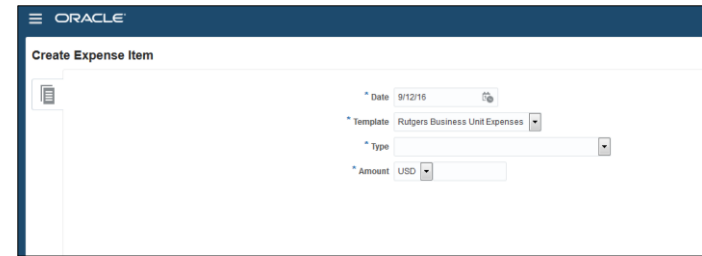 ORACLE
Create Expense Item
* Date 9/12/16
* Template Rutgers Business Unit Expenses
* Type
* Amount USD